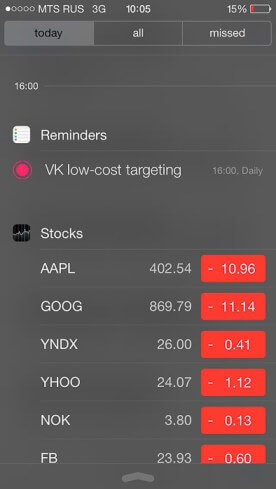 MTS RUS 3G 10:05 15%
today all missed
16:00
Reminders
VK low-cost targeting 16:00, Daily
Stocks
AAPL 402.54 - 10.96
GOOG 869.79 - 11.14
YNDX 26.00 - 0.41
YHOO 24.07 - 1.12
NOK 3.80 - 0.13
FB 23.93 - 0.60